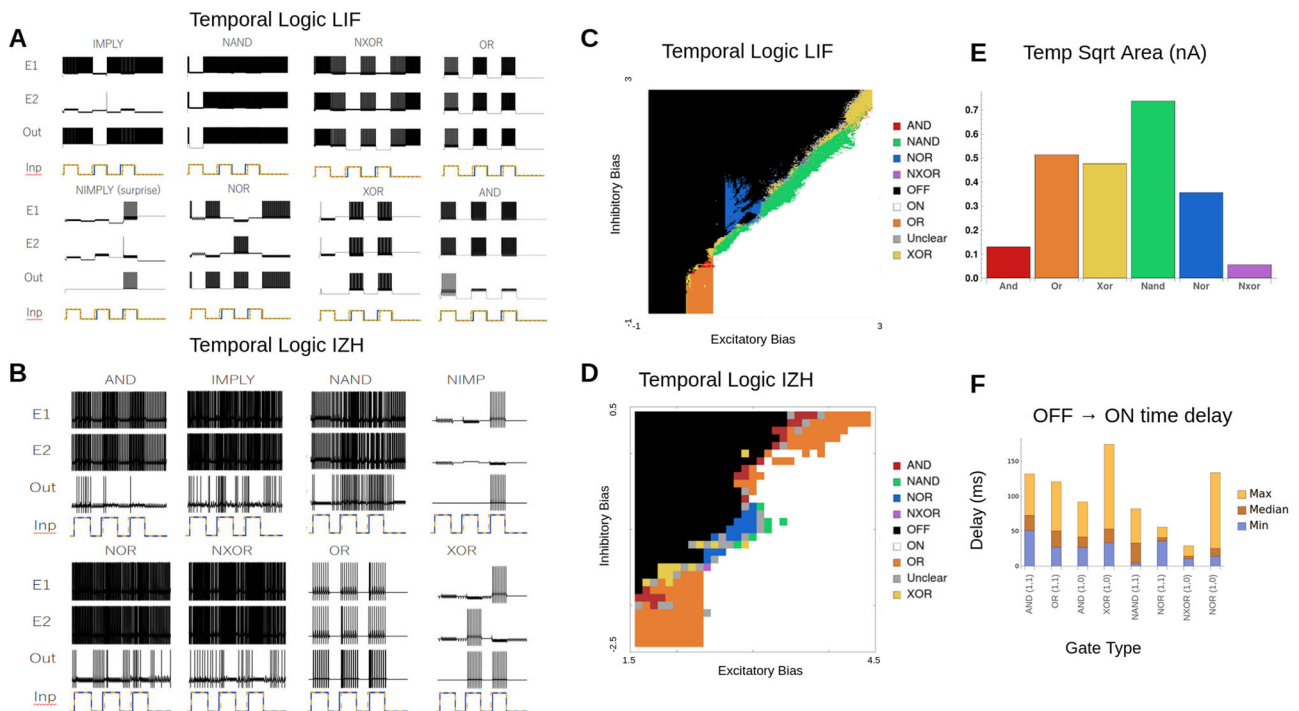 Temporal Logic LIF
A
IMPLY NAND NXOR OR
E1
E2
Out
Inp
NIMPLY (surprise) NOR XOR AND
E1
E2
Out
Inp
Temporal Logic IZH
B
AND IMPLY NAND NIMP
E1
E2
Out
Inp
NOR NXOR OR XOR
E1
E2
Out
Inp
C
Temporal Logic LIF
3
Inhibitory Bias
-1
-1
3
Excitatory Bias
AND
NAND
NOR
NXOR
OFF
ON
OR
Unclear
XOR
D
Temporal Logic IZH
0.5
Inhibitory Bias
-2.5
1.5
4.5
Excitatory Bias
AND
NAND
NOR
NXOR
OFF
ON
OR
Unclear
XOR
E
Temp Sqrt Area (nA)
0.7
0.6
0.5
0.4
0.3
0.2
0.1
0.0
And Or Xor Nand Nor Nxor
F
OFF → ON time delay
Delay (ms)
150
100
50
0
Max
Median
Min
AND (1,1)
OR (1,1)
AND (1,0)
XOR (1,0)
NAND (1,1)
NOR (1,1)
NXOR (1,0)
NOR (1,0)
Gate Type